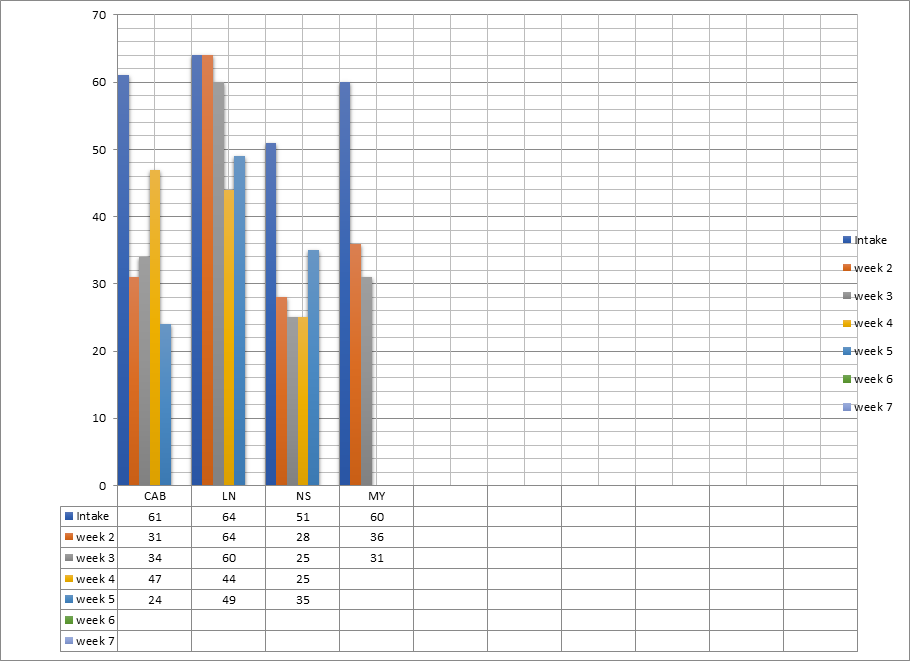 70
60
50
40
30
20
10
0
Intake
week 2
week 3
week 4
week 5
week 6
week 7
CAB LN NS MY
Intake 61 64 51 60
week 2 31 64 28 36
week 3 34 60 25 31
week 4 47 44 25
week 5 24 49 35
week 6
week 7